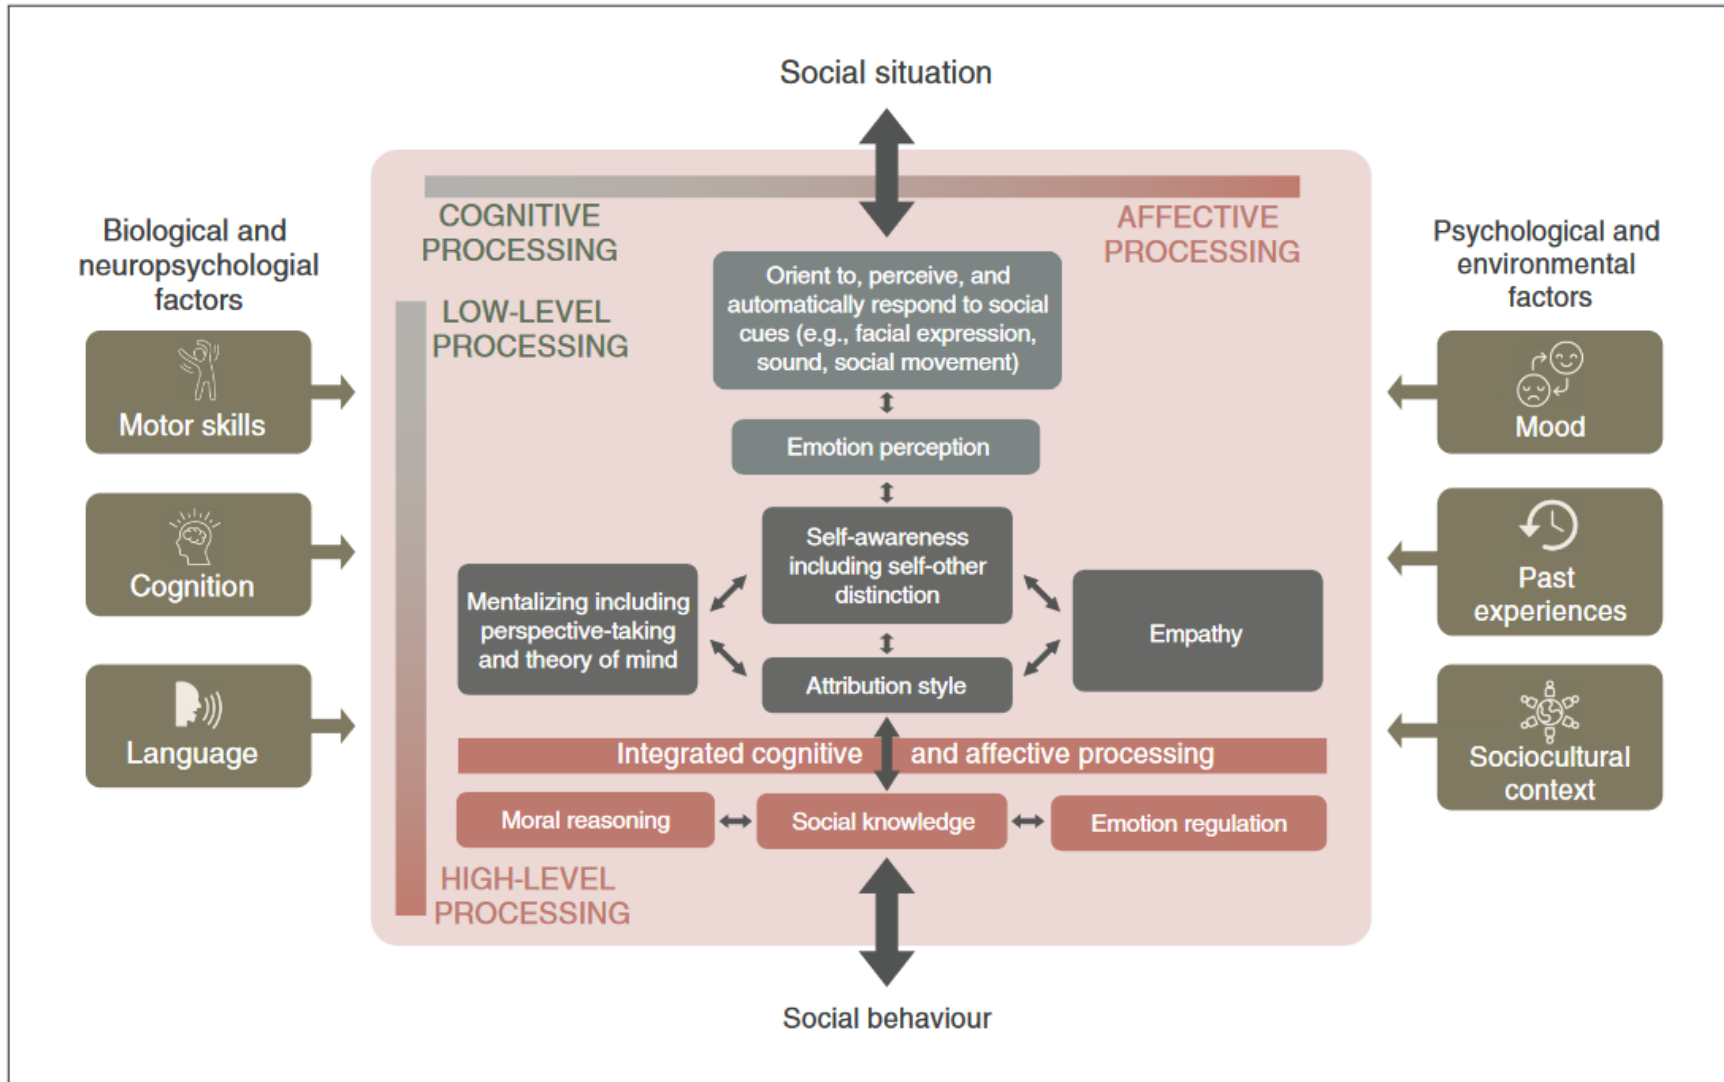 Social situation
COGNITIVE
PROCESSING
AFFECTIVE
PROCESSING
Biological and
neuropsychologial
factors
Psychological and
environmental
factors
Orient to, perceive, and
automatically respond to social
cues (e.g., facial expression,
sound, social movement)
LOW-LEVEL
PROCESSING
Motor skills
Mood
Emotion perception
Self-awareness
including self-other
distinction
Cognition
Past
experiences
Mentalizing including
perspective-taking
and theory of mind
Empathy
Attribution style
Language
Sociocultural
context
Integrated cognitive and affective processing
Moral reasoning
Social knowledge
Emotion regulation
HIGH-LEVEL
PROCESSING
Social behaviour